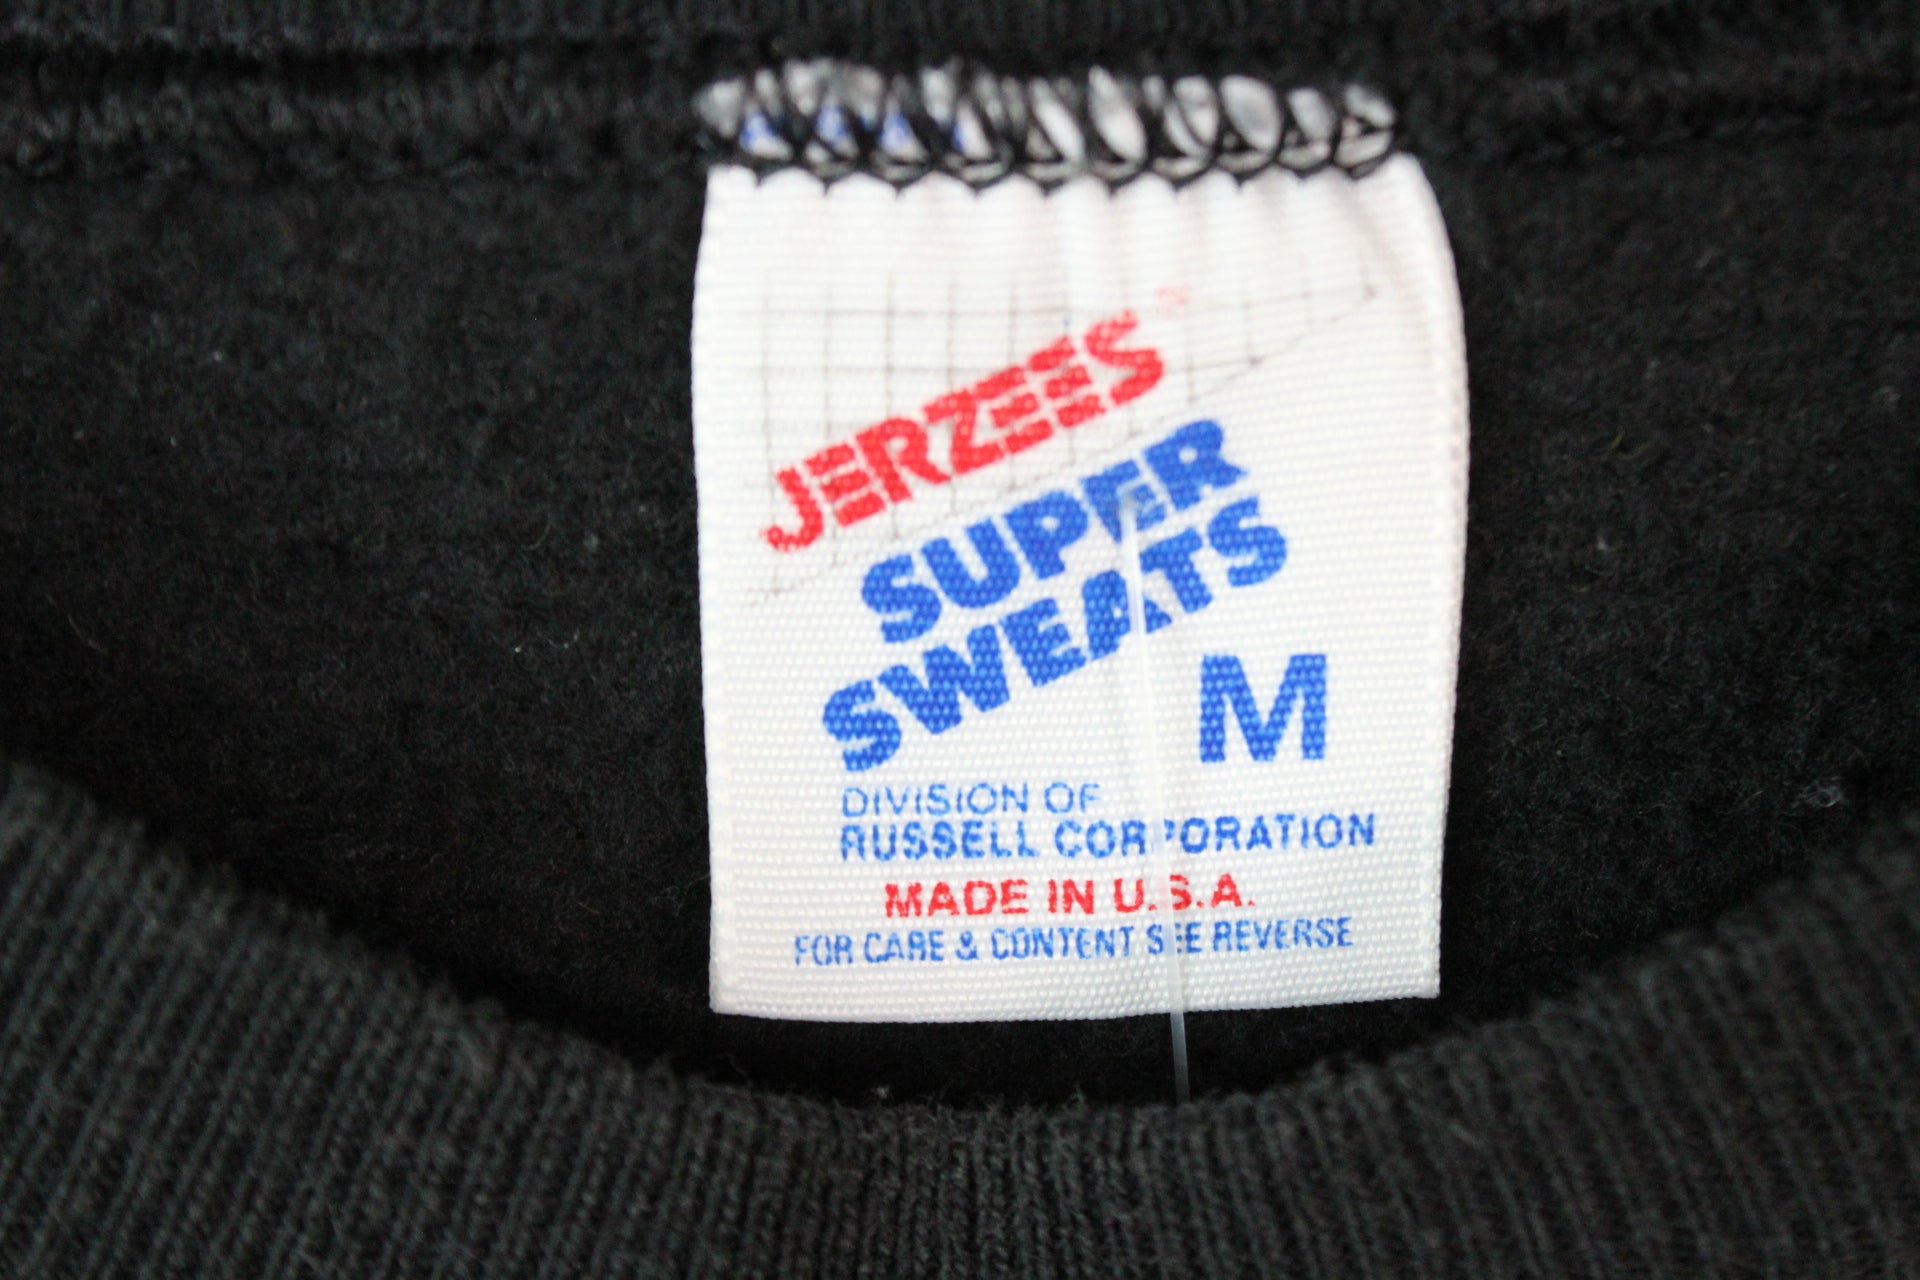 JERZEES
SUPER
SWEATS
M
DIVISION OF
RUSSELL CORPORATION
MADE IN U.S.A.
FOR CARE & CONTENT SEE REVERSE